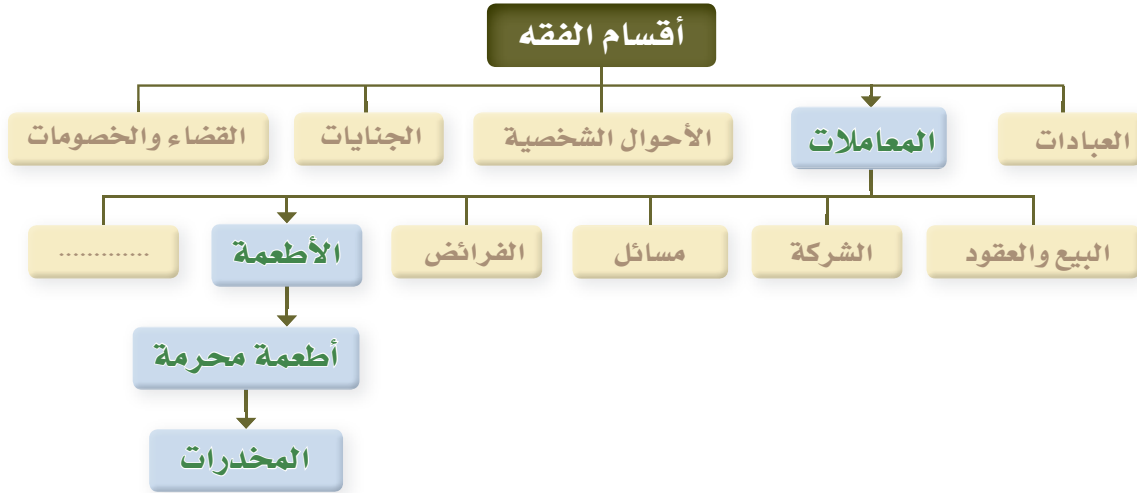 أقسام الفقه
العبادات
المعاملات
الأحوال الشخصية
الجنايات
القضاء والخصومات
البيع والعقود
الشركة
مسائل
الفرائض
الأطعمة
.............
أطعمة محرمة
المخدرات